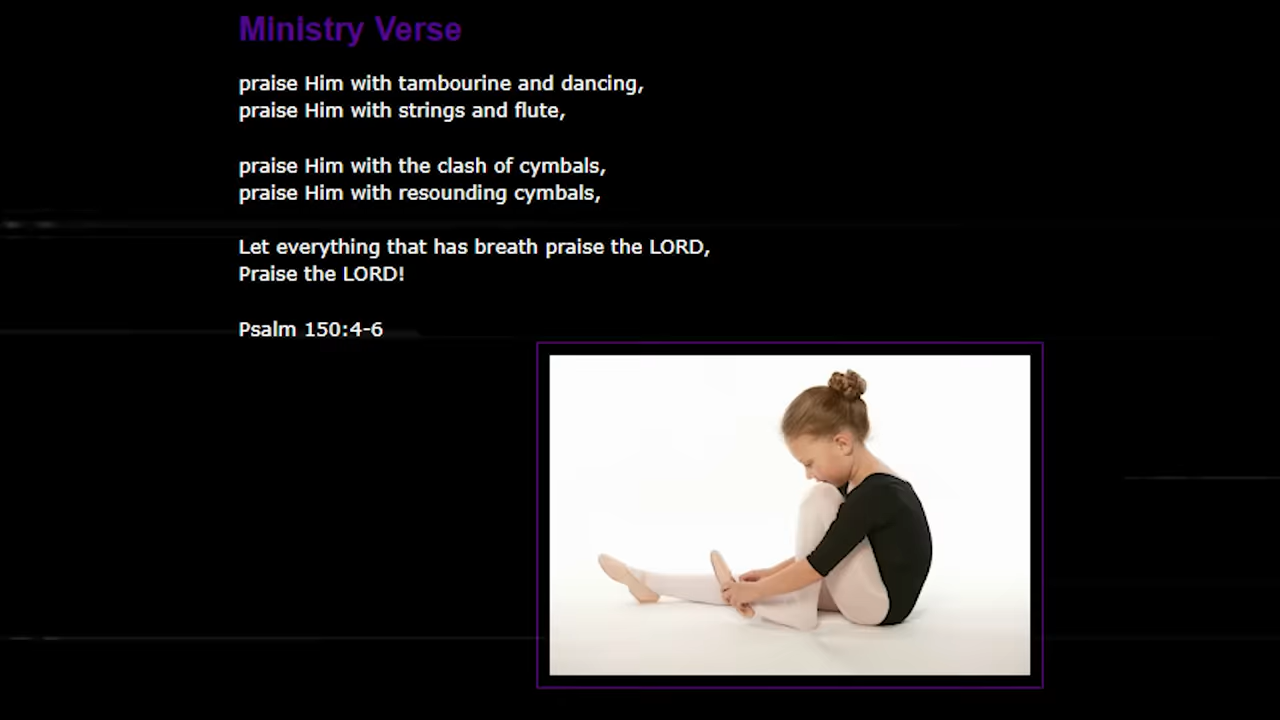 Ministry Verse
praise Him with tambourine and dancing,
praise Him with strings and flute,
praise Him with the clash of cymbals,
praise Him with resounding cymbals,
Let everything that has breath praise the LORD,
Praise the LORD!
Psalm 150:4-6